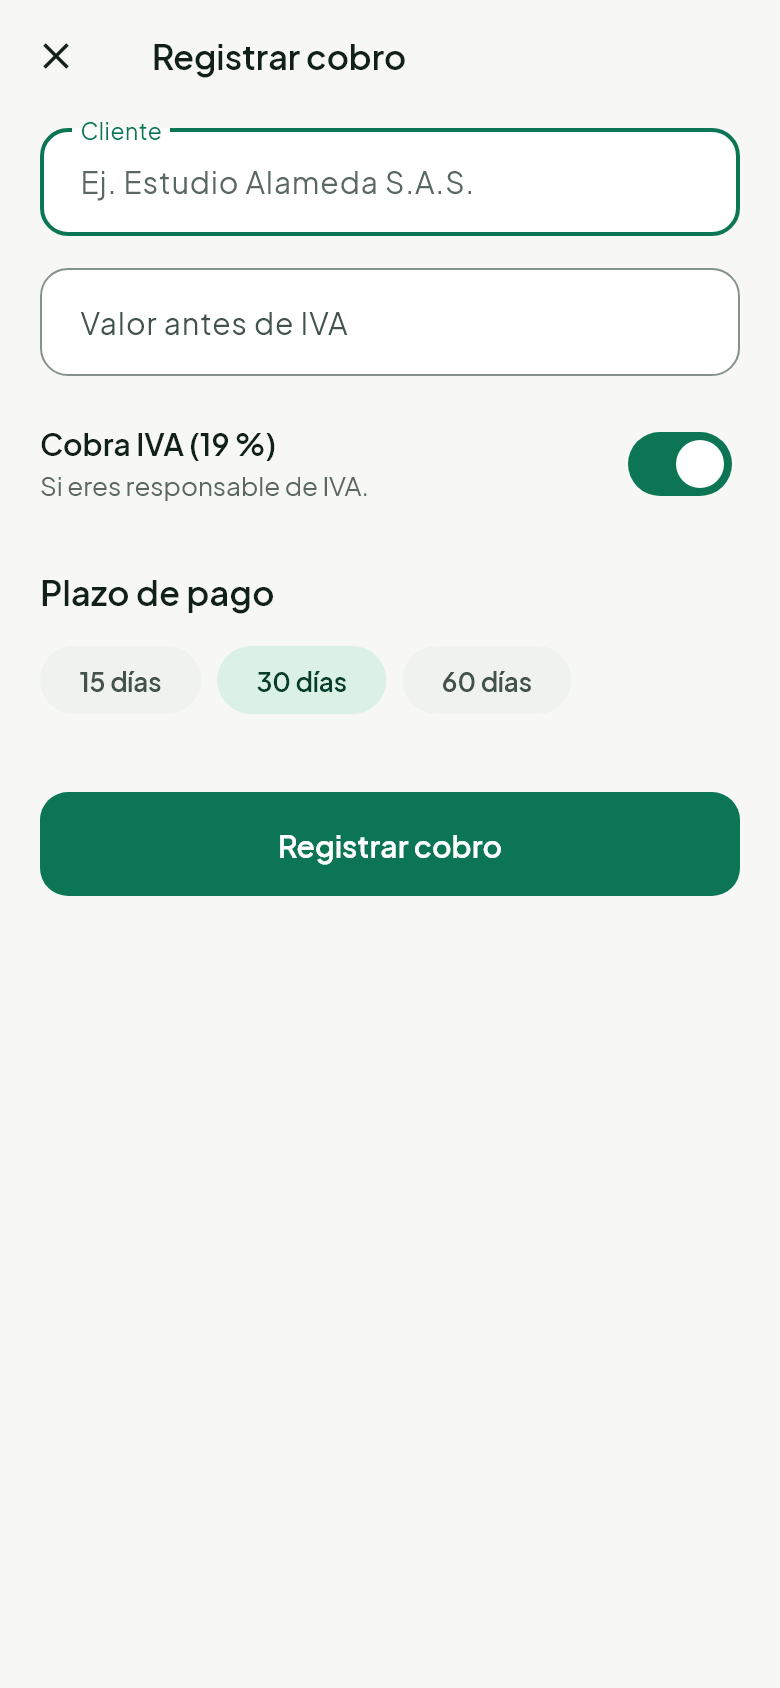 Registrar cobro
Cliente
Ej. Estudio Alameda S.A.S.
Valor antes de IVA
Cobra IVA (19 %)
Si eres responsable de IVA.
Plazo de pago
15 días
30 días
60 días
Registrar cobro